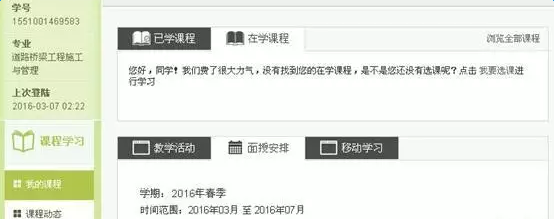 学号
1551001469583
专业
道路桥梁工程施工
与管理
上次登陆
2016-03-07 02:22
课程学习
我的课程
课程动态
已学课程 在学课程 浏览全部课程
您好，同学！我们费了很大力气，没有找到您的在学课程，是不是您还没有选课呢？点击 我要选课进
行学习
教学活动 面授安排 移动学习
学期： 2016年春季
时间范围：2016年03月 至 2016年07月